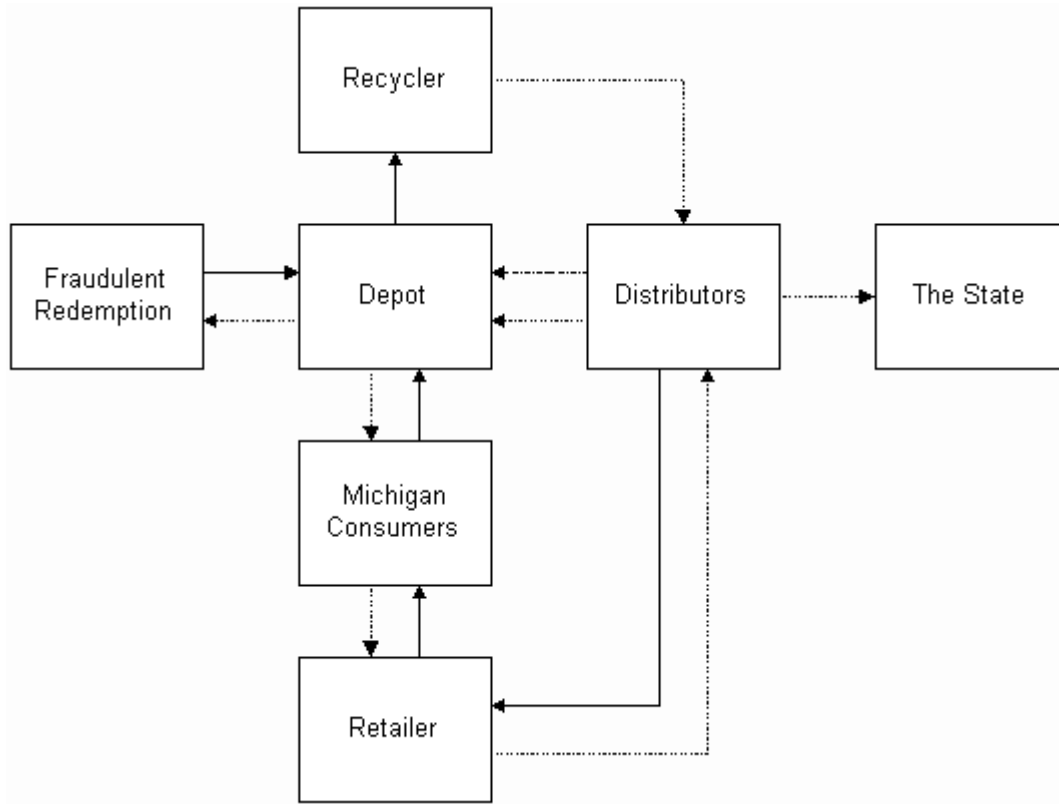 Recycler
Fraudulent
Redemption
Depot
Distributors
The State
Michigan
Consumers
Retailer